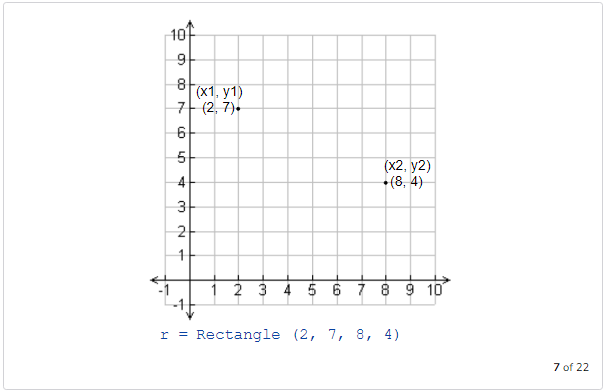 10
9
8
(x1, y1)
7
(2, 7)
6
5
(x2, y2)
4
(8, 4)
3
2
1
-1 1 2 3 4 5 6 7 8 9 10
-1
r = Rectangle (2, 7, 8, 4)
7 of 22